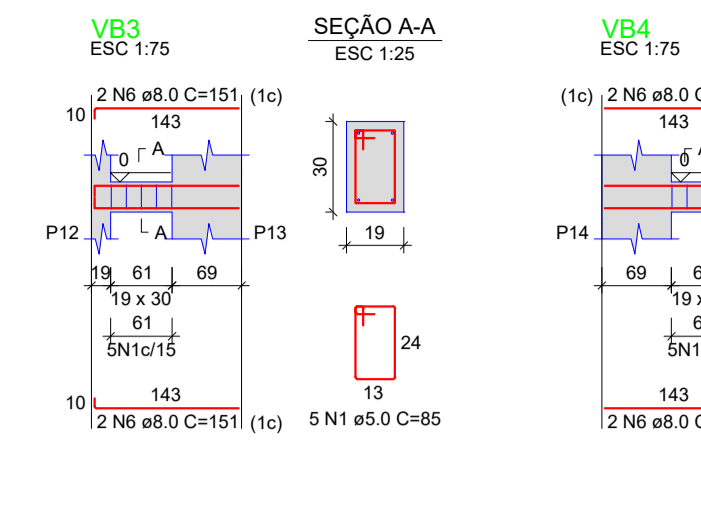 VB3
ESC 1:75
SEÇÃO A-A
ESC 1:25
VB4
ESC 1:75
2 N6 ø8.0 C=151 (1c)
10
143
A
0
A
P12
P13
19 61 69
19 x 30
61
5N1c/15
10
143
2 N6 ø8.0 C=151 (1c)
30
19
24
13
5 N1 ø5.0 C=85
(1c) 2 N6 ø8.0
143
0
A
P14
69
19
5N1
143
2 N6 ø8.0